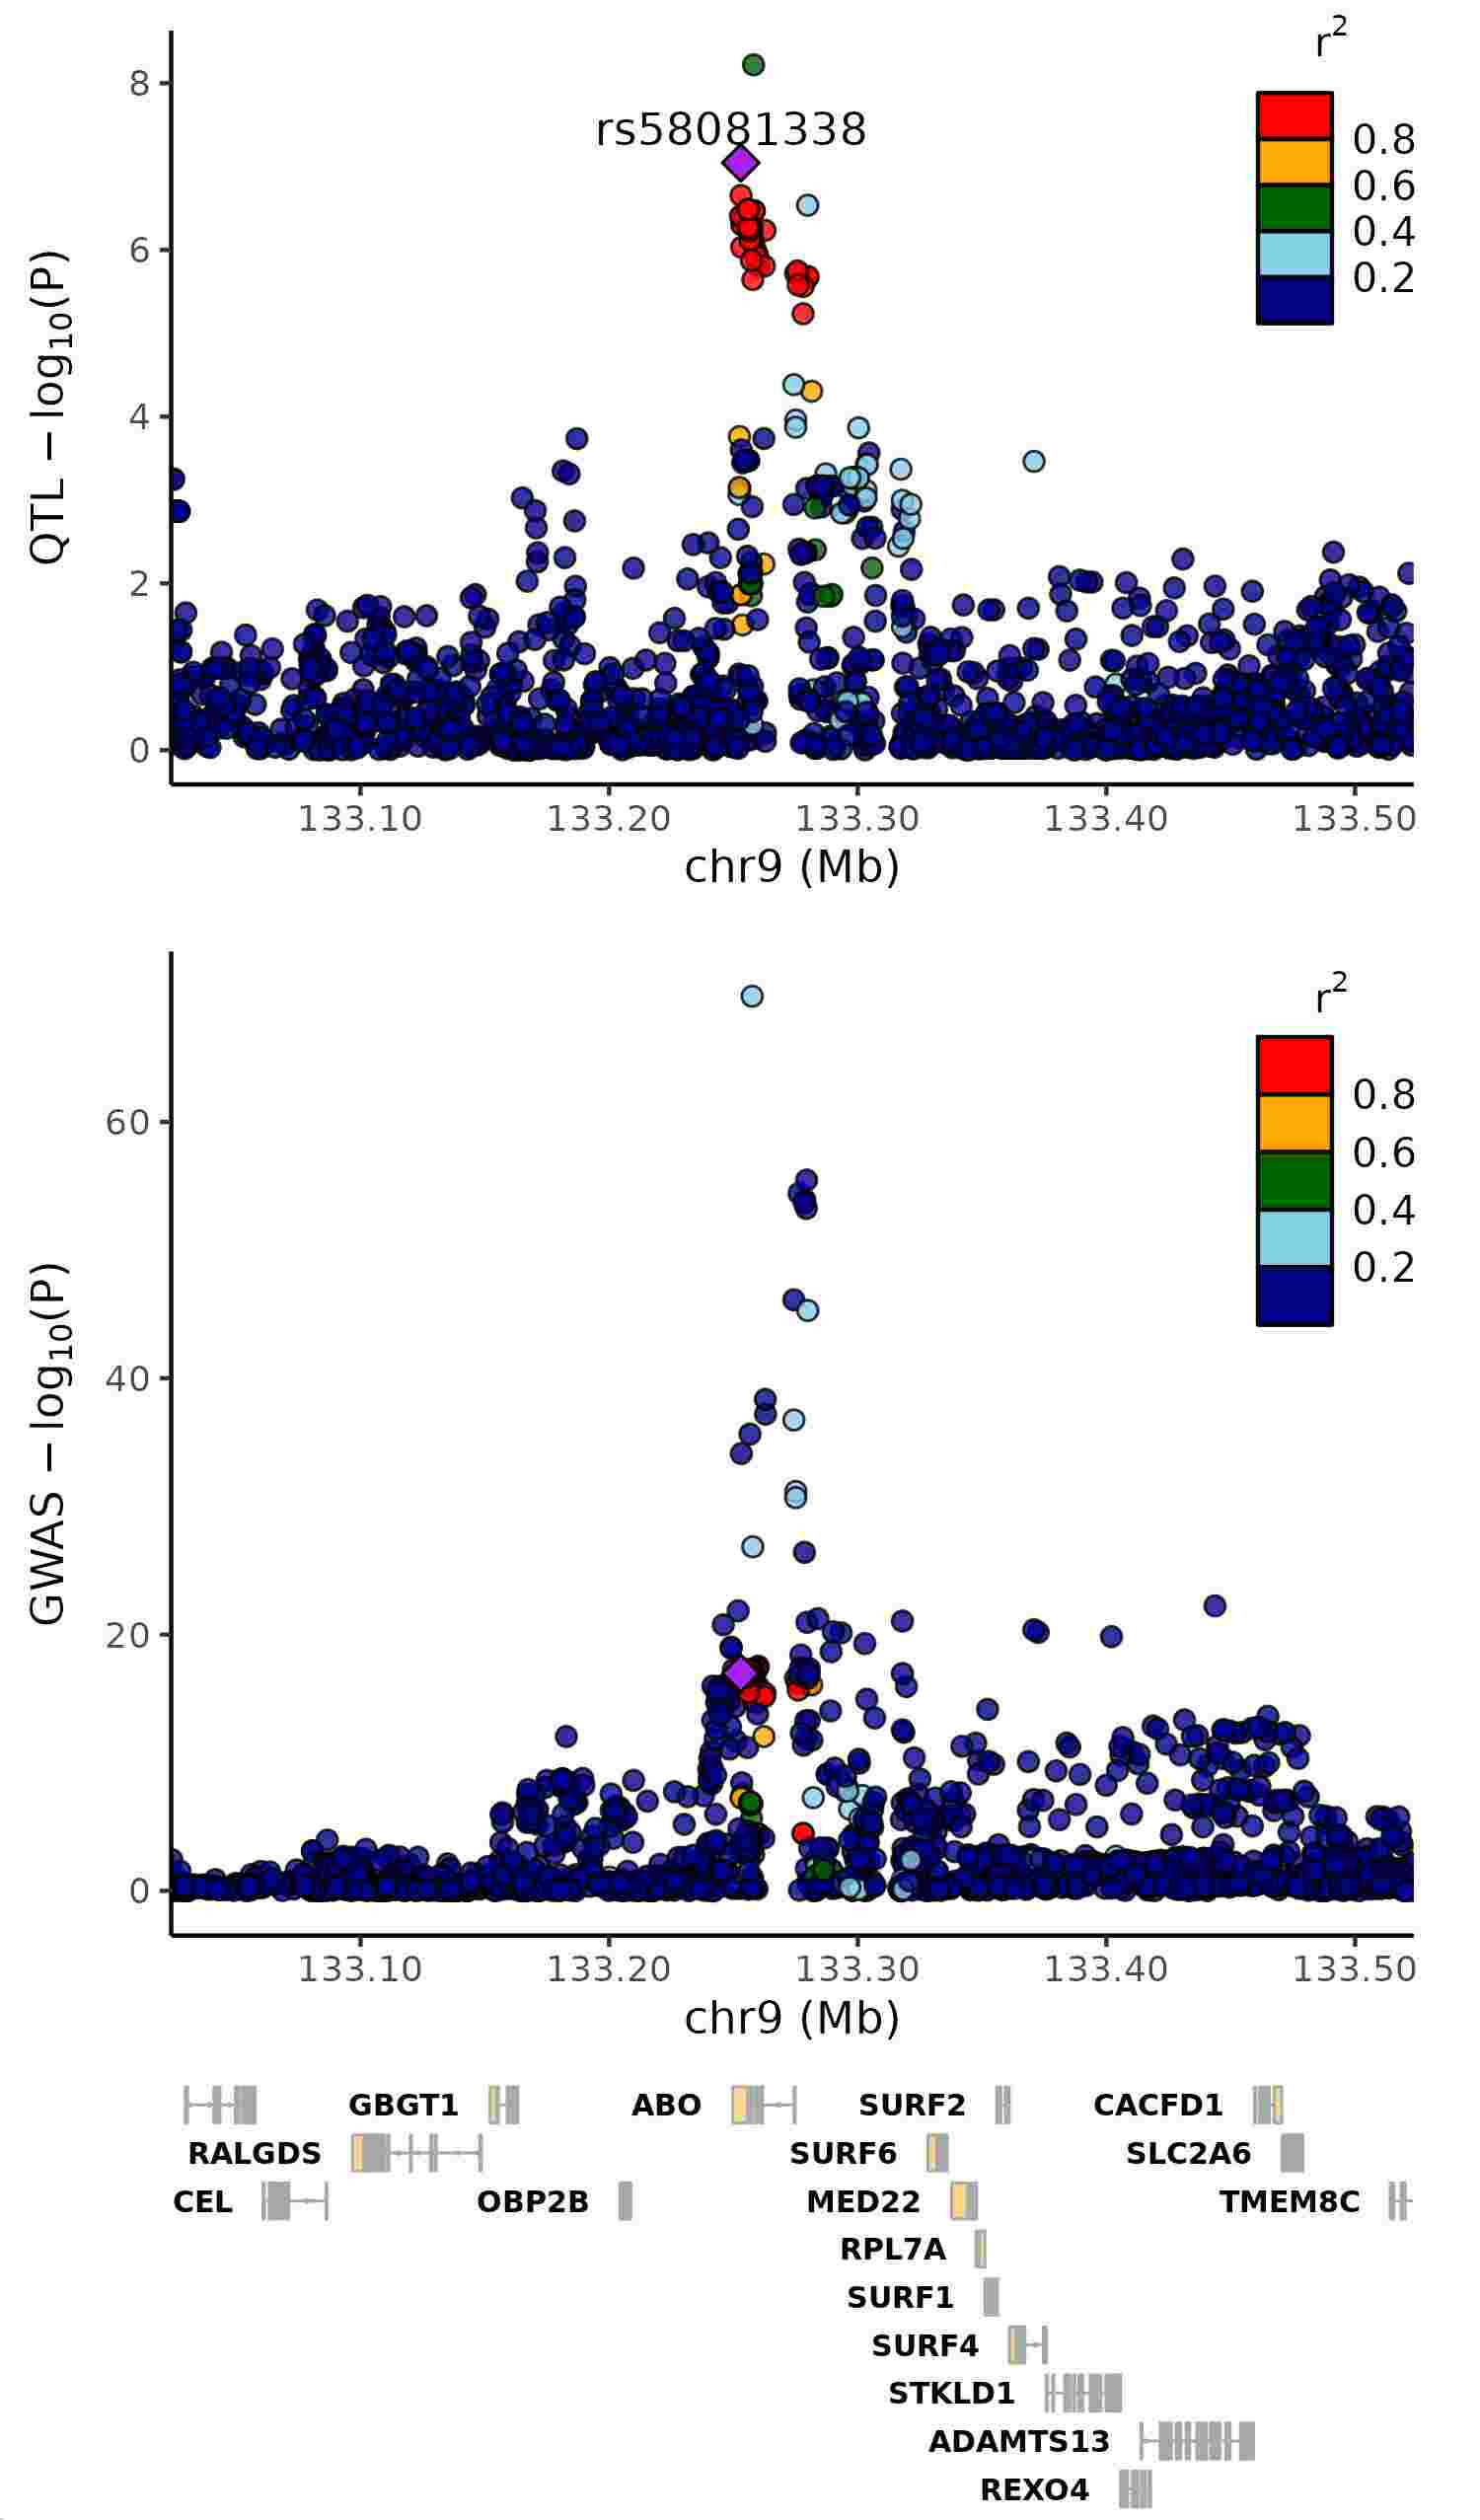 r2
8
rs58081338
0.8
0.6
6
0.4
0.2
4
2
0
QTL −log10(P)
133.10 133.20 133.30 133.40 133.50
chr9 (Mb)
r2
0.8
60
0.6
0.4
0.2
40
20
0
GWAS −log10(P)
133.10 133.20 133.30 133.40 133.50
chr9 (Mb)
GBGT1 ABO SURF2 CACFD1
RALGDS SURF6 SLC2A6
CEL OBP2B MED22 TMEM8C
RPL7A
SURF1
SURF4
STKLD1
ADAMTS13
REXO4